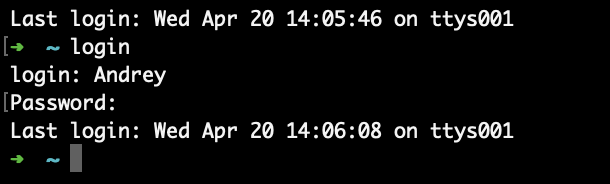 Last login: Wed Apr 20 14:05:46 on ttys001
[➜ ~ login
login: Andrey
[Password:
Last login: Wed Apr 20 14:06:08 on ttys001
➜ ~